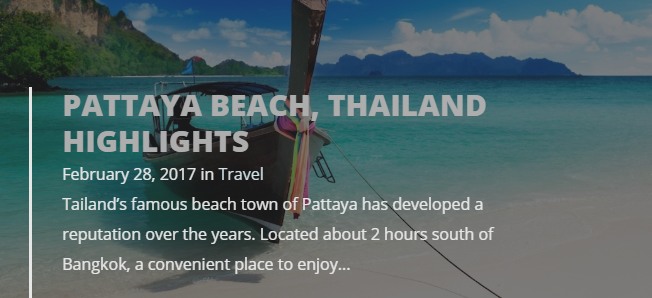 PATTAYA BEACH, THAILAND
HIGHLIGHTS
February 28, 2017 in Travel
Tailand’s famous beach town of Pattaya has developed a
reputation over the years. Located about 2 hours south of
Bangkok, a convenient place to enjoy...